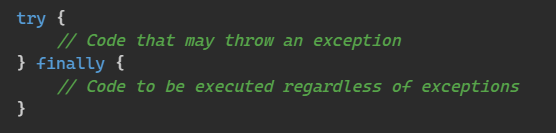 try {
    // Code that may throw an exception
} finally {
    // Code to be executed regardless of exceptions
}